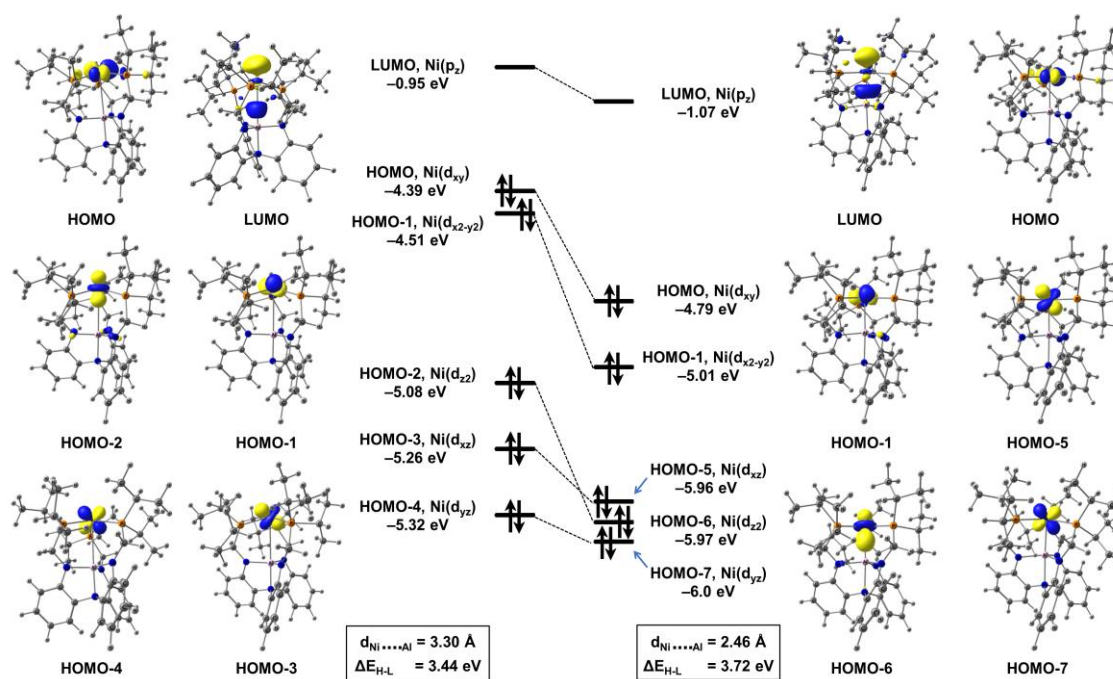 HOMO
LUMO
HOMO-2
HOMO-1
HOMO-4
HOMO-3
LUMO, Ni(pz)
–0.95 eV
HOMO, Ni(dxy)
–4.39 eV
HOMO-1, Ni(dx2-y2)
–4.51 eV
HOMO-2, Ni(dz2)
–5.08 eV
HOMO-3, Ni(dxz)
–5.26 eV
HOMO-4, Ni(dyz)
–5.32 eV
dNi·····Al = 3.30 Å
ΔEH-L = 3.44 eV
LUMO, Ni(pz)
–1.07 eV
HOMO, Ni(dxy)
–4.79 eV
HOMO-1, Ni(dx2-y2)
–5.01 eV
HOMO-5, Ni(dxz)
–5.96 eV
HOMO-6, Ni(dz2)
–5.97 eV
HOMO-7, Ni(dyz)
–6.0 eV
dNi·····Al = 2.46 Å
ΔEH-L = 3.72 eV
LUMO
HOMO
HOMO-1
HOMO-5
HOMO-6
HOMO-7